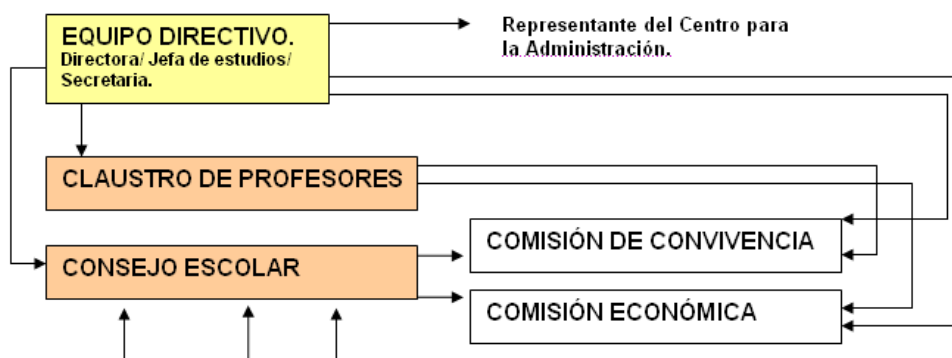 EQUIPO DIRECTIVO.
Directora/ Jefa de estudios/
Secretaria.
Representante del Centro para
la Administración.
CLAUSTRO DE PROFESORES
CONSEJO ESCOLAR
COMISIÓN DE CONVIVENCIA
COMISIÓN ECONÓMICA